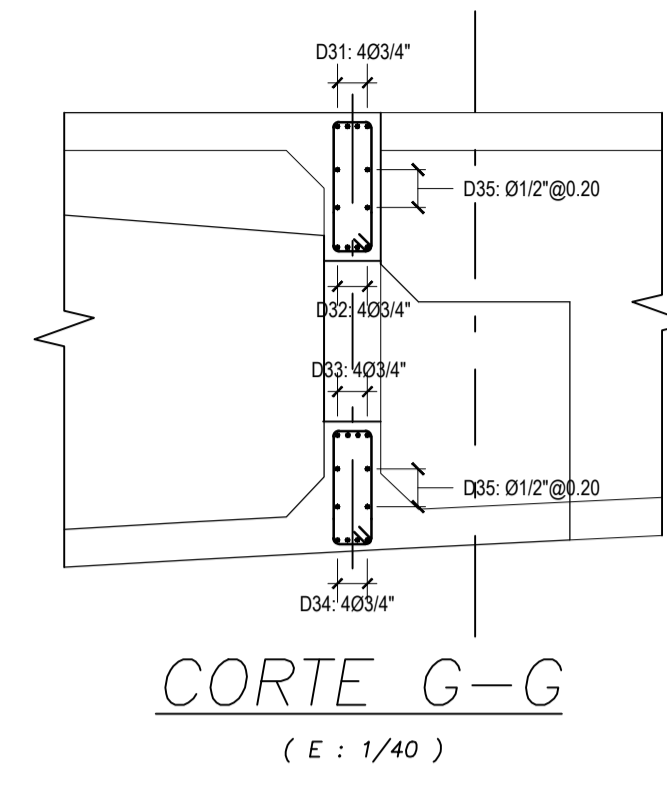 D31: 4Ø3/4"
D35: Ø1/2"@0.20
D32: 4Ø3/4"
D33: 4Ø3/4"
D35: Ø1/2"@0.20
D34: 4Ø3/4"
CORTE G-G
( E : 1/40 )